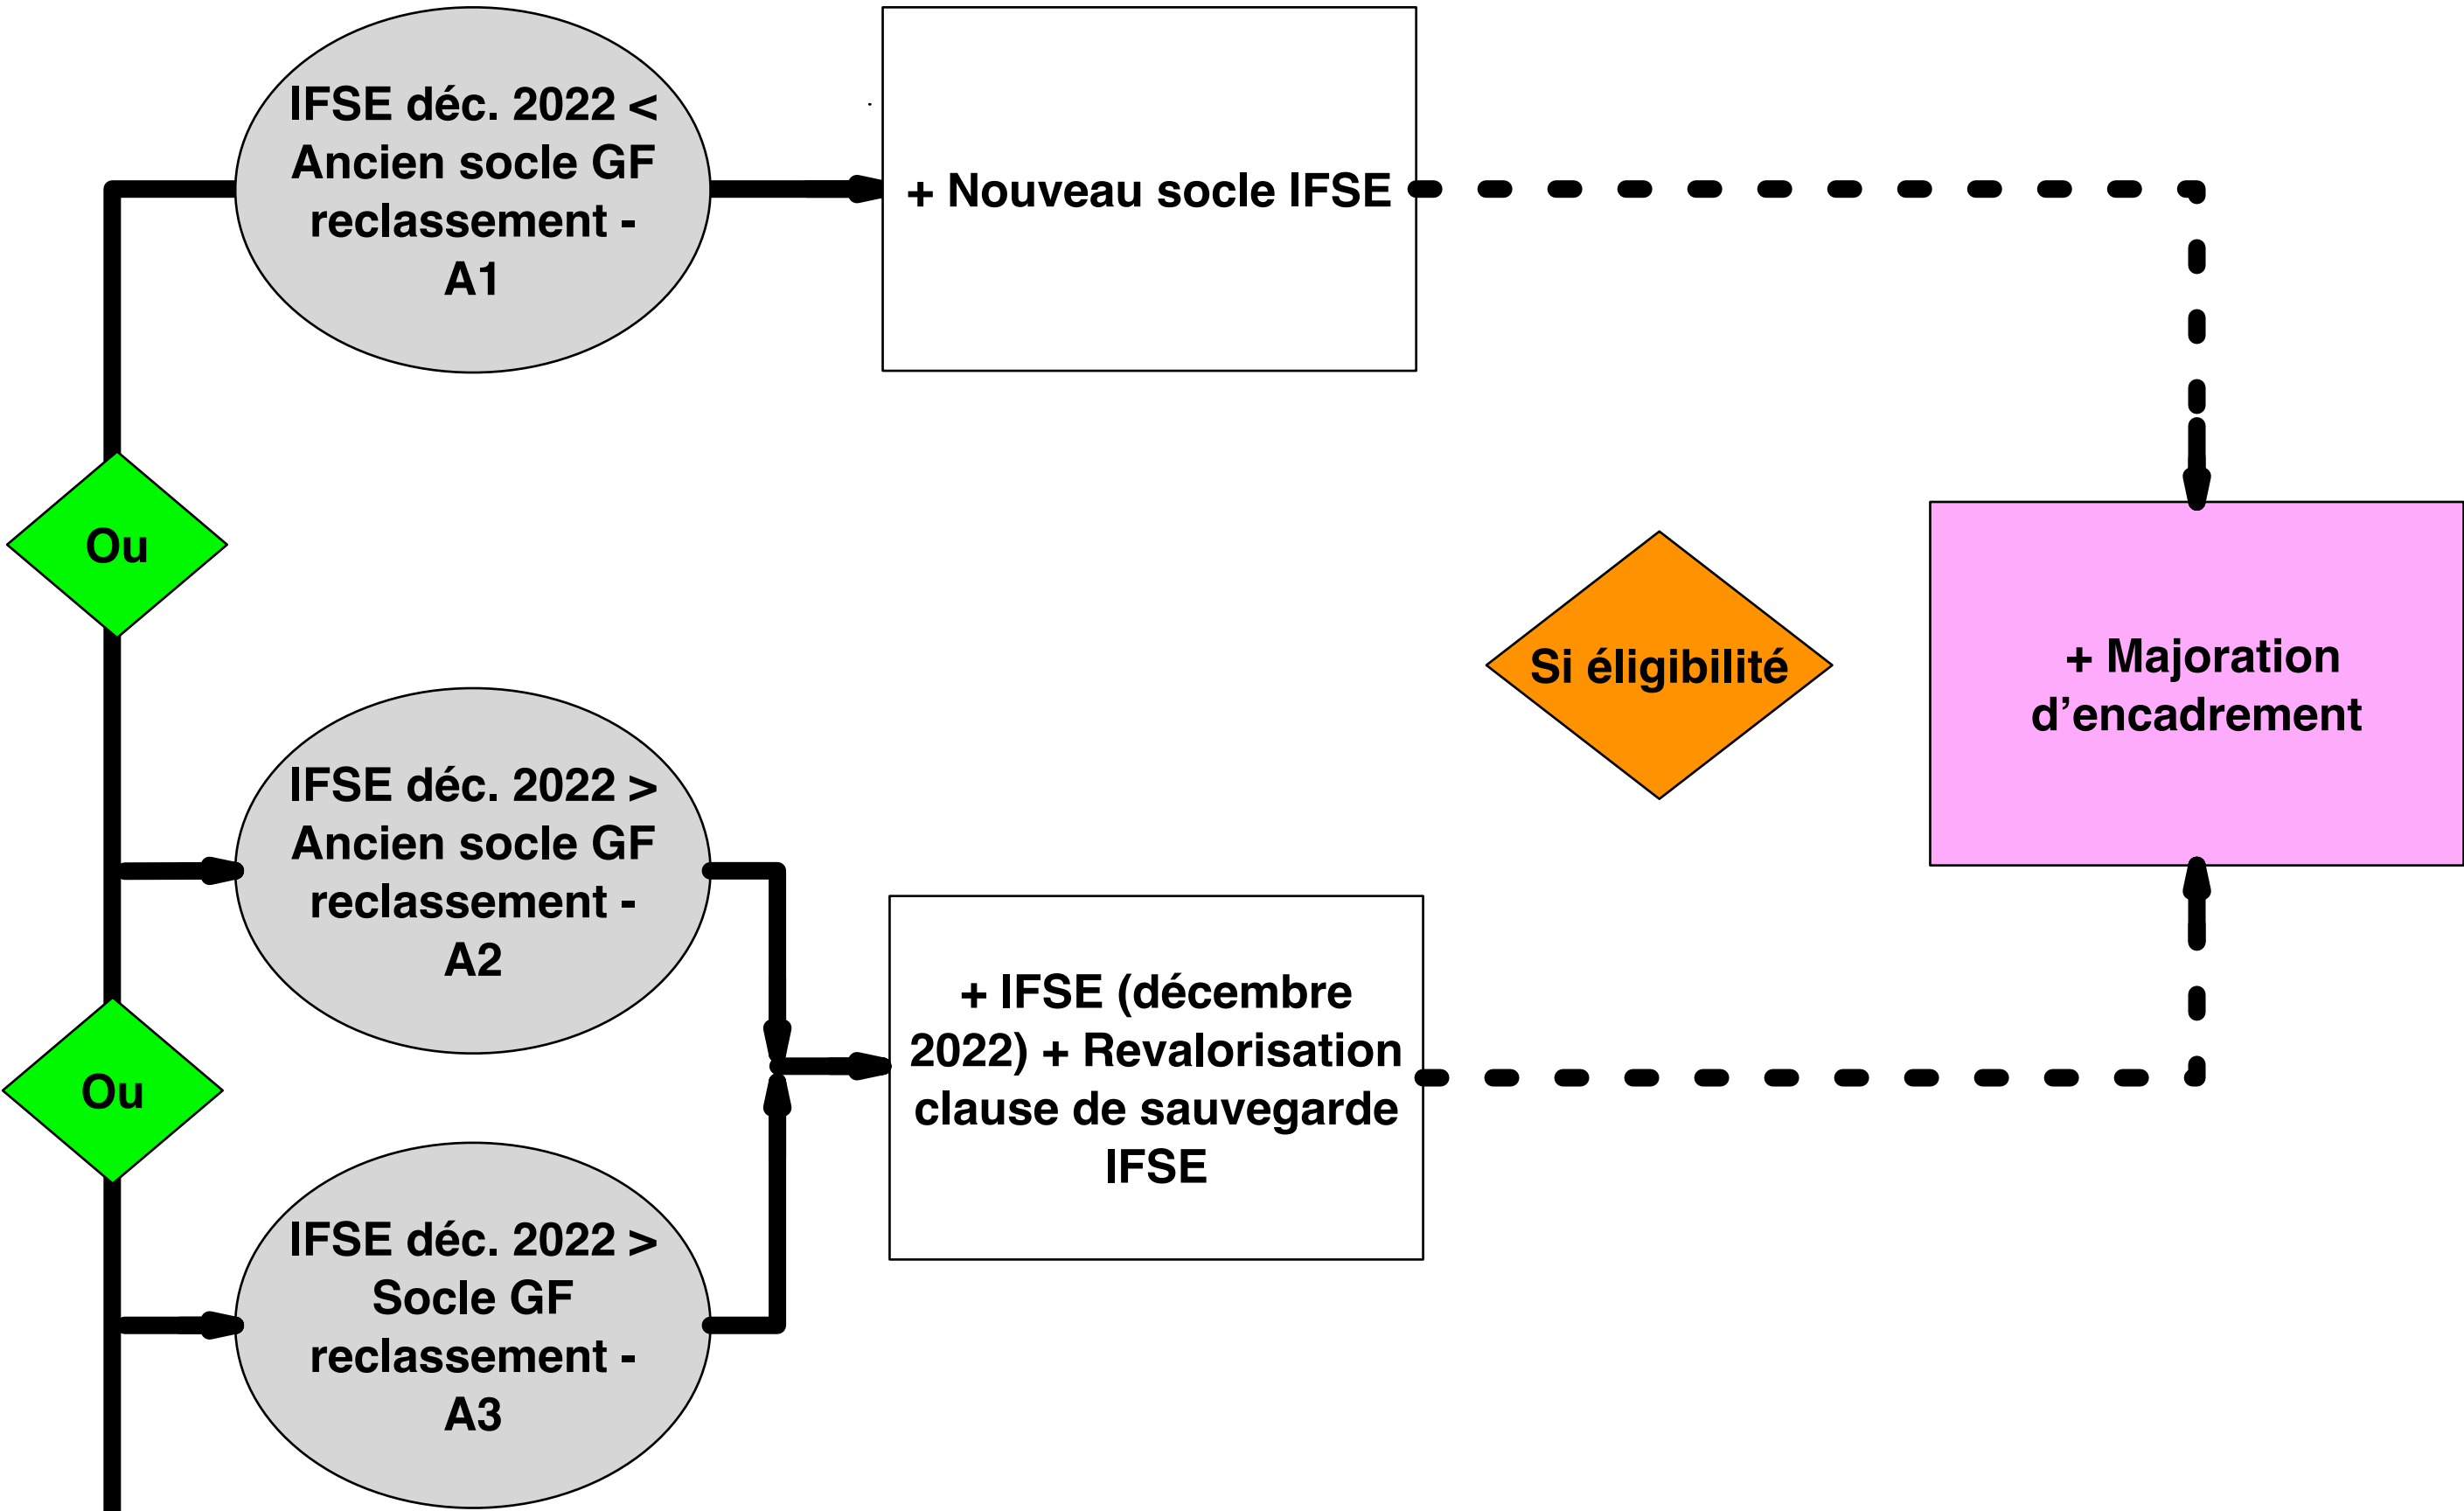 IFSE déc. 2022 <
Ancien socle GF
reclassement -
A1
+ Nouveau socle IFSE
Ou
Si éligibilité
+ Majoration
d’encadrement
IFSE déc. 2022 >
Ancien socle GF
reclassement -
A2
+ IFSE (décembre
2022) + Revalorisation
clause de sauvegarde
IFSE
Ou
IFSE déc. 2022 >
Socle GF
reclassement -
A3